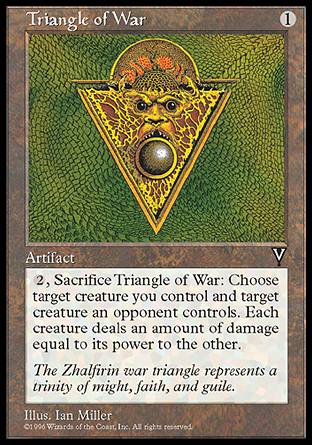 Triangle of War 1
Artifact V
2, Sacrifice Triangle of War: Choose
target creature you control and target
creature an opponent controls. Each
creature deals an amount of damage
equal to its power to the other.
The Zhalfirin war triangle represents a
trinity of might, faith, and guile.
Illus. Ian Miller
©1996 Wizards of the Coast, Inc. All rights reserved.